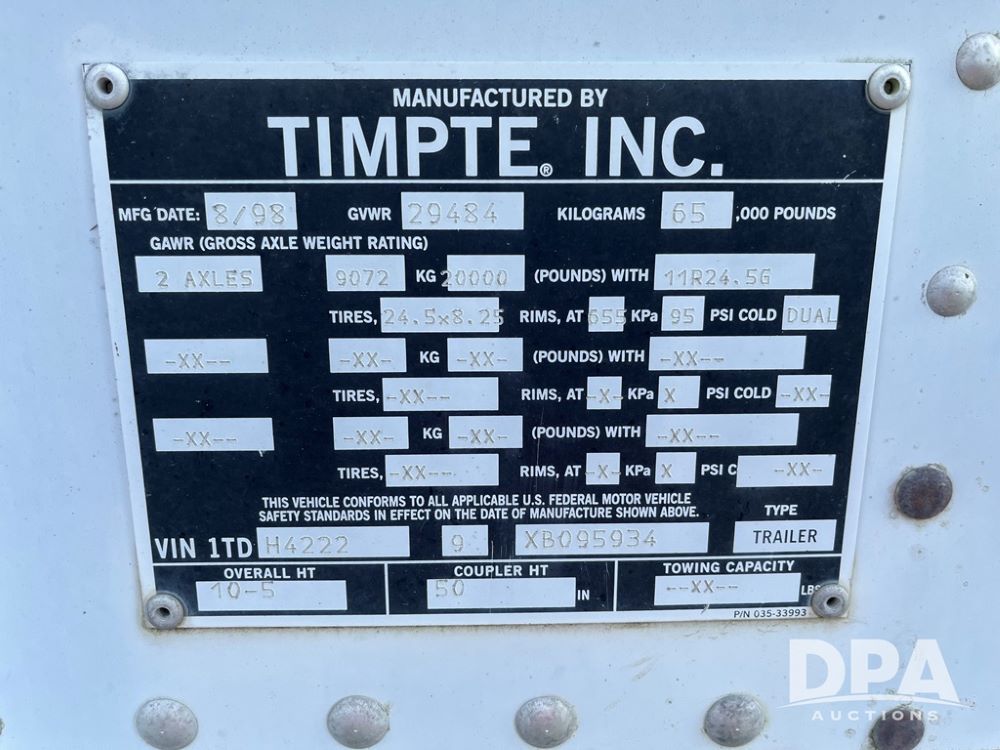 MANUFACTURED BY
TIMPTE® INC.
MFG DATE: 8/98 GVWR 29484 KILOGRAMS 65 ,000 POUNDS
GAWR (GROSS AXLE WEIGHT RATING)
2 AXLES 9072 KG 20000 (POUNDS) WITH 11R24.5G
TIRES, 24.5x8.25 RIMS, AT 655 KPa 95 PSI COLD DUAL
-XX-- -XX- KG -XX- (POUNDS) WITH -XX--
TIRES, -XX-- RIMS, AT -X- KPa X PSI COLD -XX-
-XX-- -XX- KG -XX- (POUNDS) WITH -XX--
TIRES, -XX-- RIMS, AT -X- KPa X PSI C -XX-
THIS VEHICLE CONFORMS TO ALL APPLICABLE U.S. FEDERAL MOTOR VEHICLE
SAFETY STANDARDS IN EFFECT ON THE DATE OF MANUFACTURE SHOWN ABOVE.
TYPE
VIN 1TD H4222 9 XB095934 TRAILER
OVERALL HT COUPLER HT TOWING CAPACITY
10-5 50 IN --XX-- LBS
P/N 035-33993
DPA
AUCTIONS